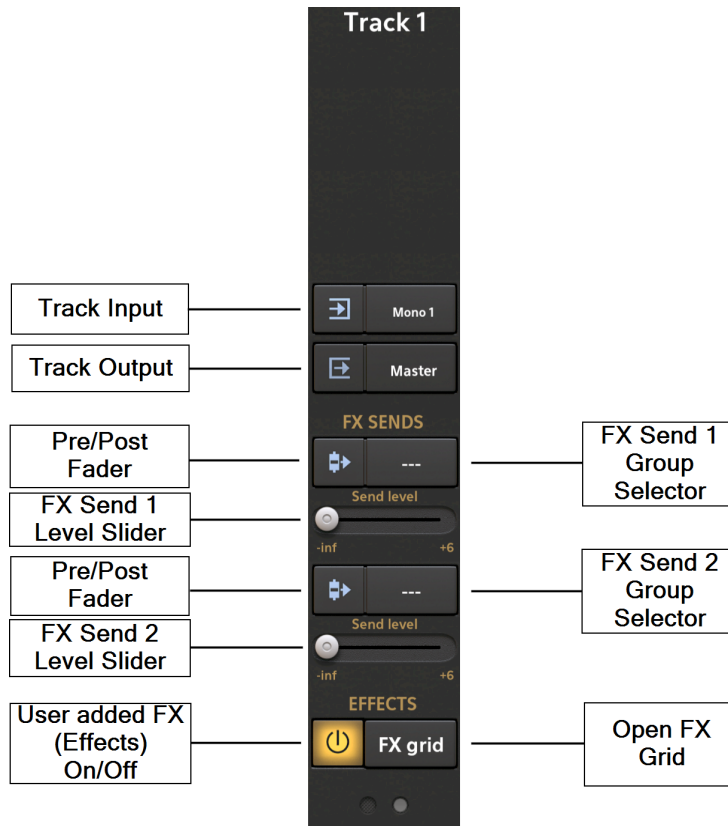 Track 1
Track Input
Mono 1
Track Output
Master
FX SENDS
Pre/Post
Fader
---
FX Send 1
Group
Selector
Send level
FX Send 1
Level Slider
-inf
+6
Pre/Post
Fader
---
FX Send 2
Group
Selector
Send level
FX Send 2
Level Slider
-inf
+6
EFFECTS
User added FX
(Effects)
On/Off
FX grid
Open FX
Grid